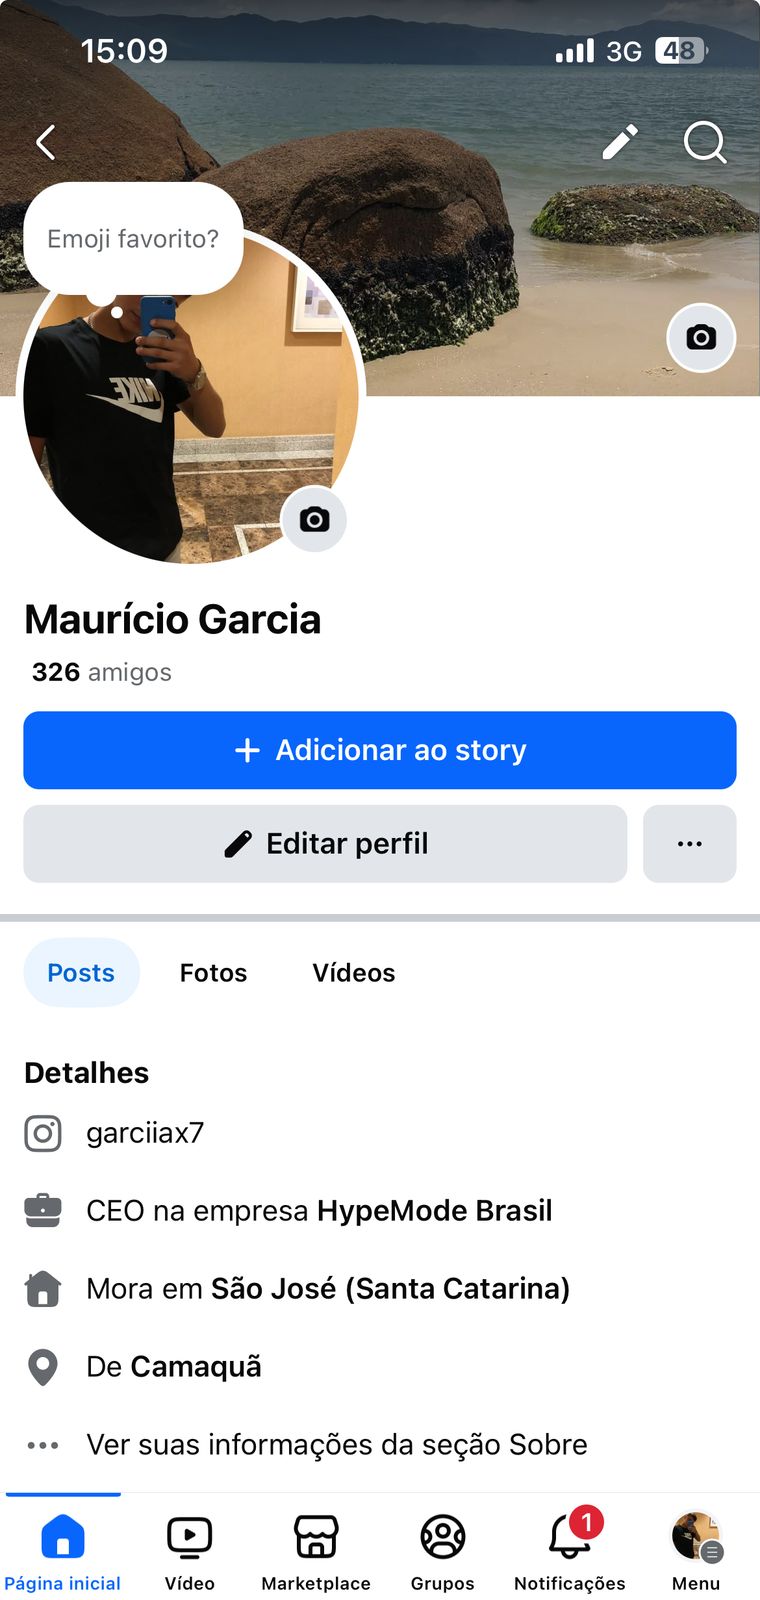 15:09
3G
48
Emoji favorito?
NIKE
Maurício Garcia
326 amigos
+ Adicionar ao story
Editar perfil
Posts
Fotos
Vídeos
Detalhes
garciiax7
CEO na empresa HypeMode Brasil
Mora em São José (Santa Catarina)
De Camaquã
Ver suas informações da seção Sobre
1
Página inicial
Vídeo
Marketplace
Grupos
Notificações
Menu